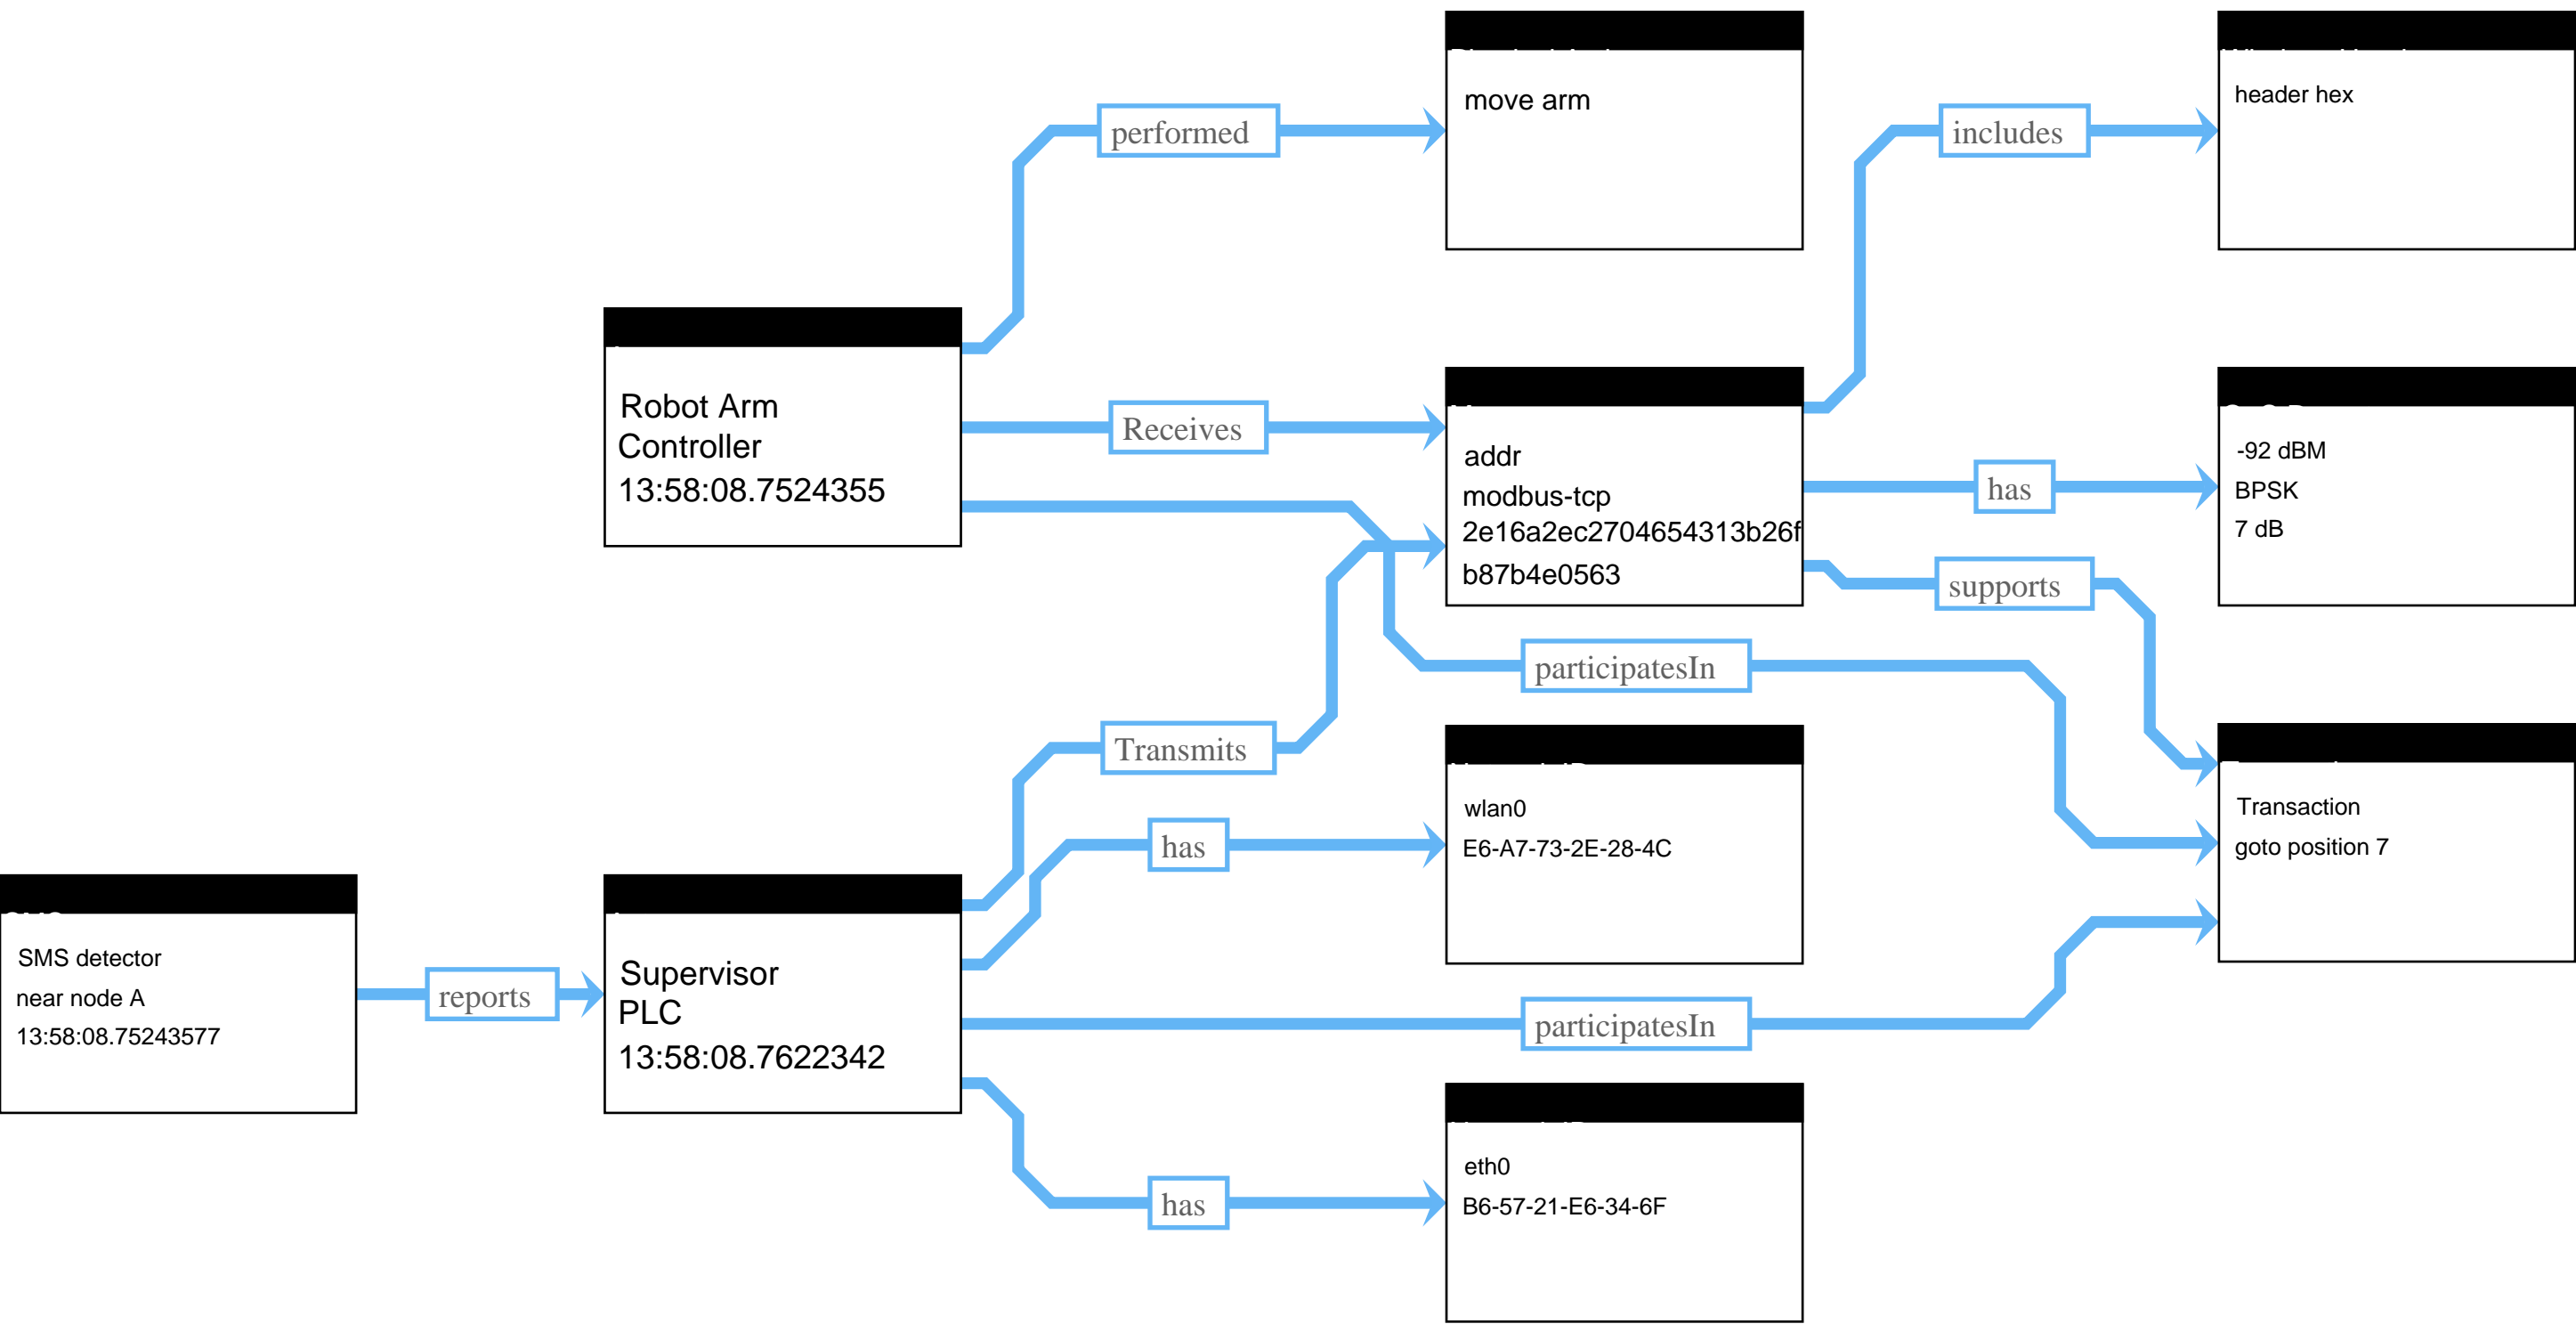 move arm
header hex
performed
includes
Robot Arm
Controller
13:58:08.7524355
Receives
addr
modbus-tcp
2e16a2ec2704654313b26f
b87b4e0563
-92 dBM
BPSK
7 dB
has
supports
participatesIn
Transmits
wlan0
E6-A7-73-2E-28-4C
has
Transaction
goto position 7
SMS detector
near node A
13:58:08.75243577
reports
Supervisor
PLC
13:58:08.7622342
participatesIn
eth0
B6-57-21-E6-34-6F
has